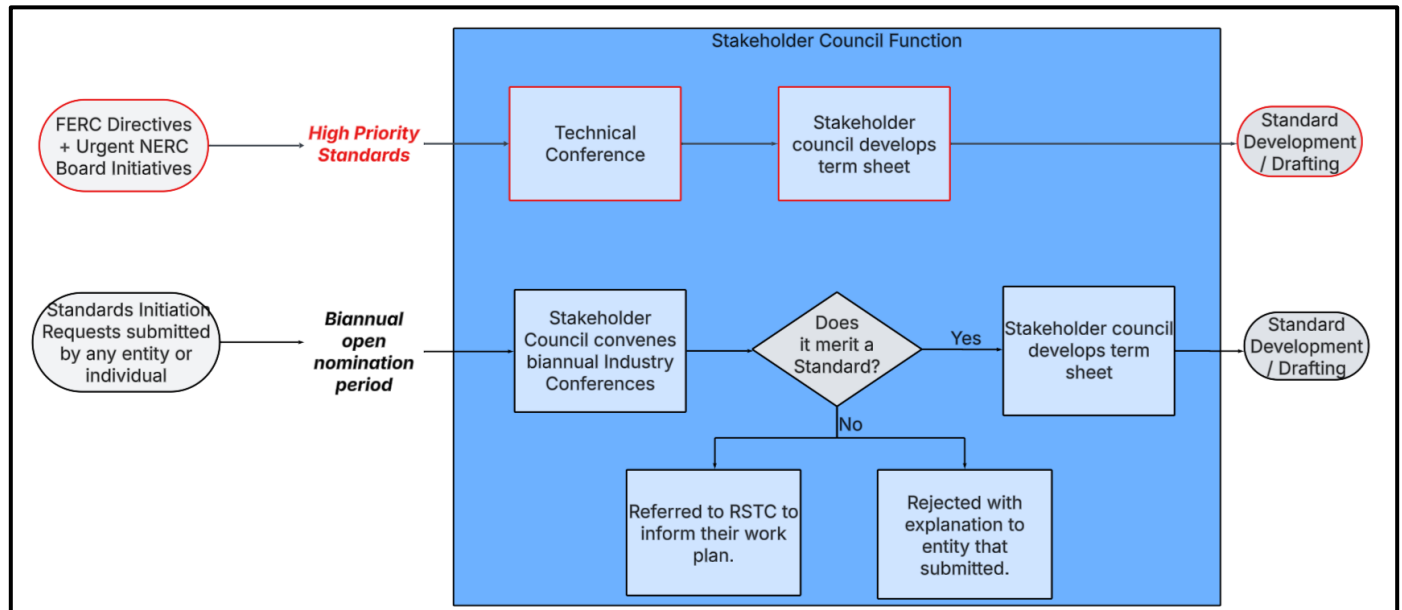 Stakeholder Council Function
FERC Directives
+ Urgent NERC
Board Initiatives
High Priority
Standards
Technical
Conference
Stakeholder
council develops
term sheet
Standard
Development
/ Drafting
Standards Initiation
Requests submitted
by any entity or
individual
Biannual
open
nomination
period
Stakeholder
Council convenes
biannual Industry
Conferences
Does
it merit a
Standard?
Yes
Stakeholder council
develops term
sheet
Standard
Development
/ Drafting
No
Referred to RSTC to
inform their work
plan.
Rejected with
explanation to
entity that
submitted.